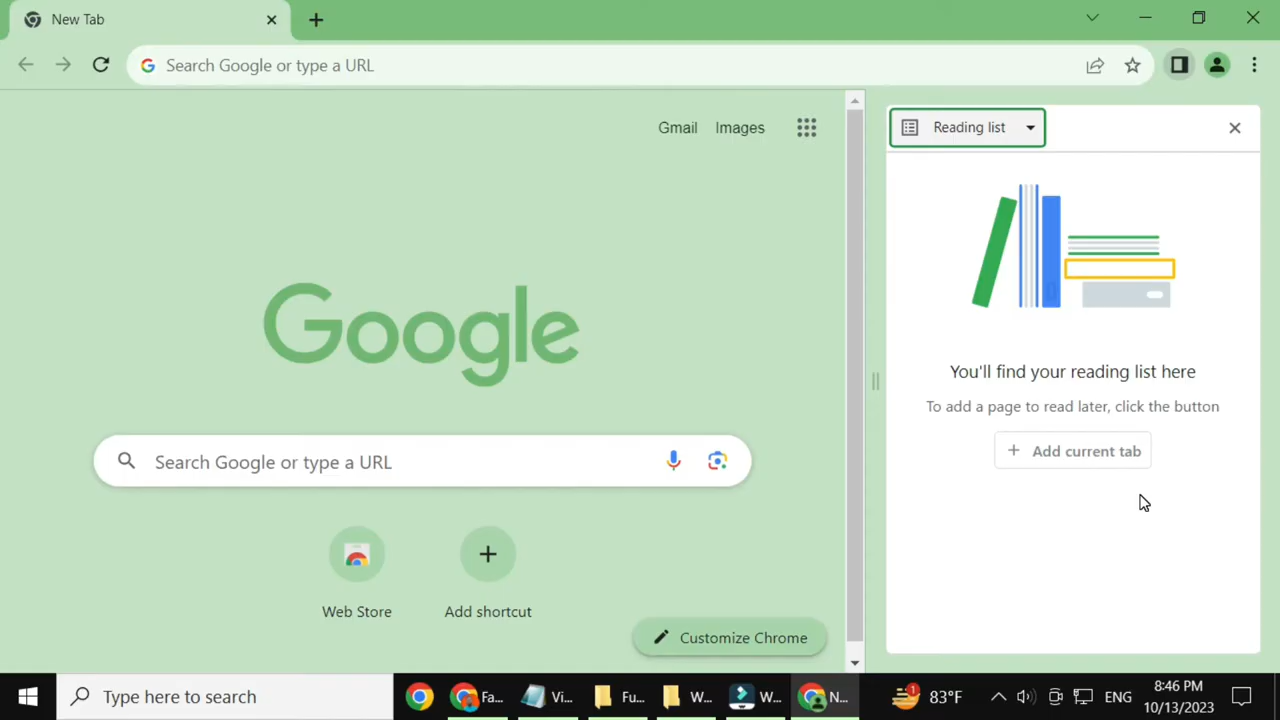 New Tab
Search Google or type a URL
Gmail Images
Reading list
Google
You'll find your reading list here
To add a page to read later, click the button
Add current tab
Search Google or type a URL
Web Store
Add shortcut
Customize Chrome
Type here to search
Fa...
Vi...
Fu...
W...
W...
N...
1
83°F
ENG
8:46 PM
10/13/2023